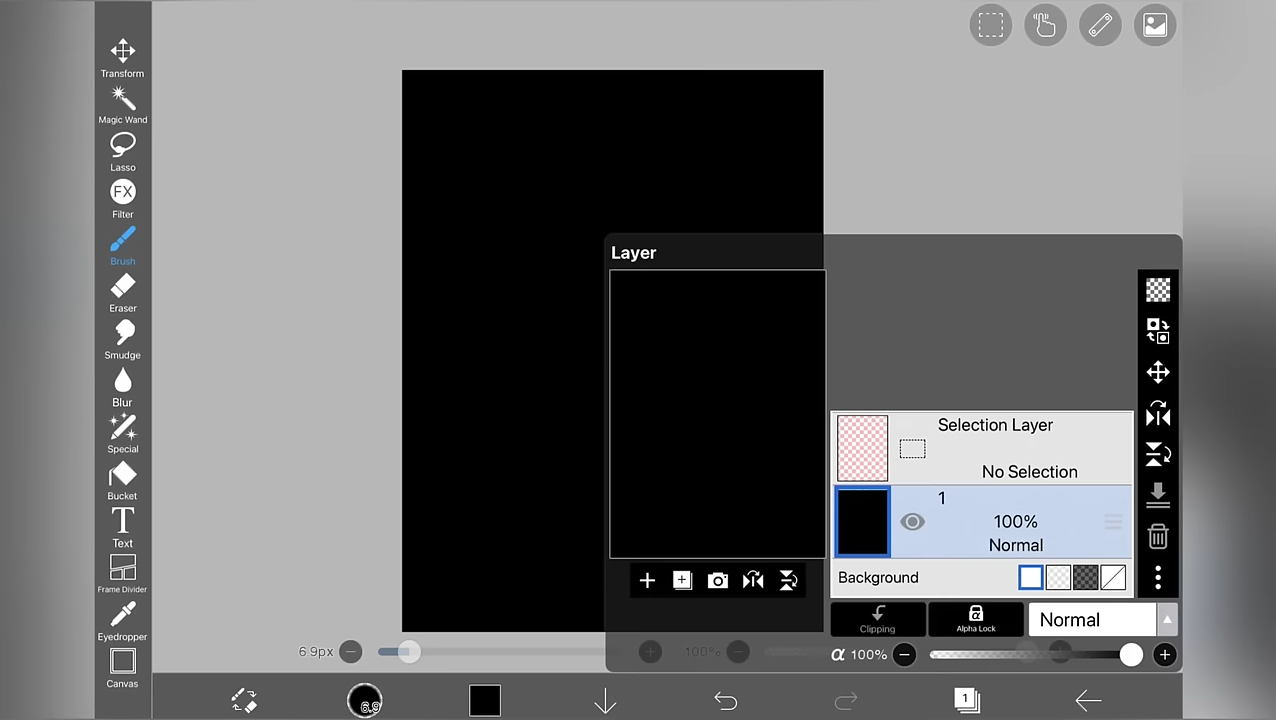 Transform
Magic Wand
Lasso
FX
Filter
Brush
Eraser
Smudge
Blur
Special
Bucket
T
Text
Frame Divider
Eyedropper
Canvas
Layer
Selection Layer
No Selection
1
100%
Normal
Background
Clipping
α
Alpha Lock
Normal
α 100%
6.9px
100%
6.9
1